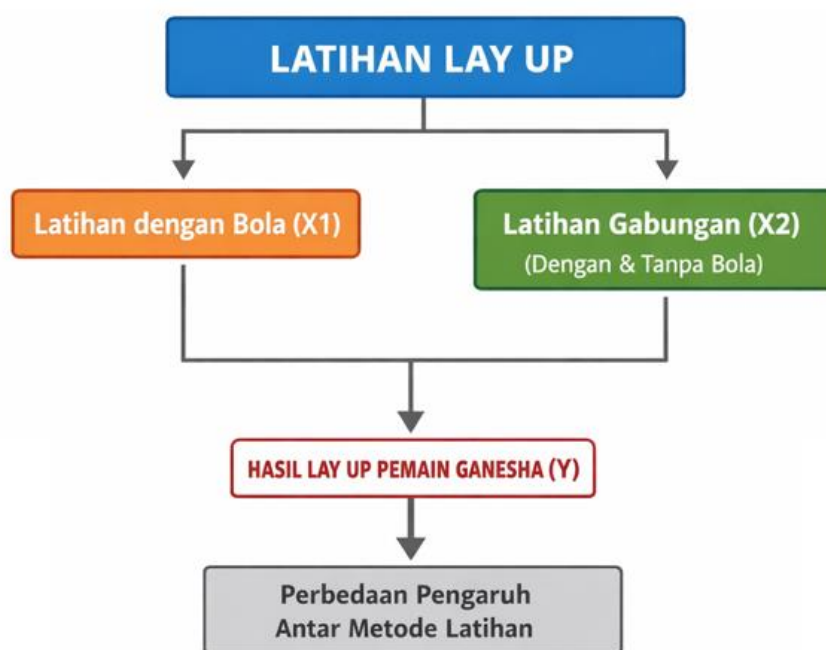 LATIHAN LAY UP
Latihan dengan Bola (X1)
Latihan Gabungan (X2)
(Dengan & Tanpa Bola)
HASIL LAY UP PEMAIN GANESHA (Y)
Perbedaan Pengaruh
Antar Metode Latihan